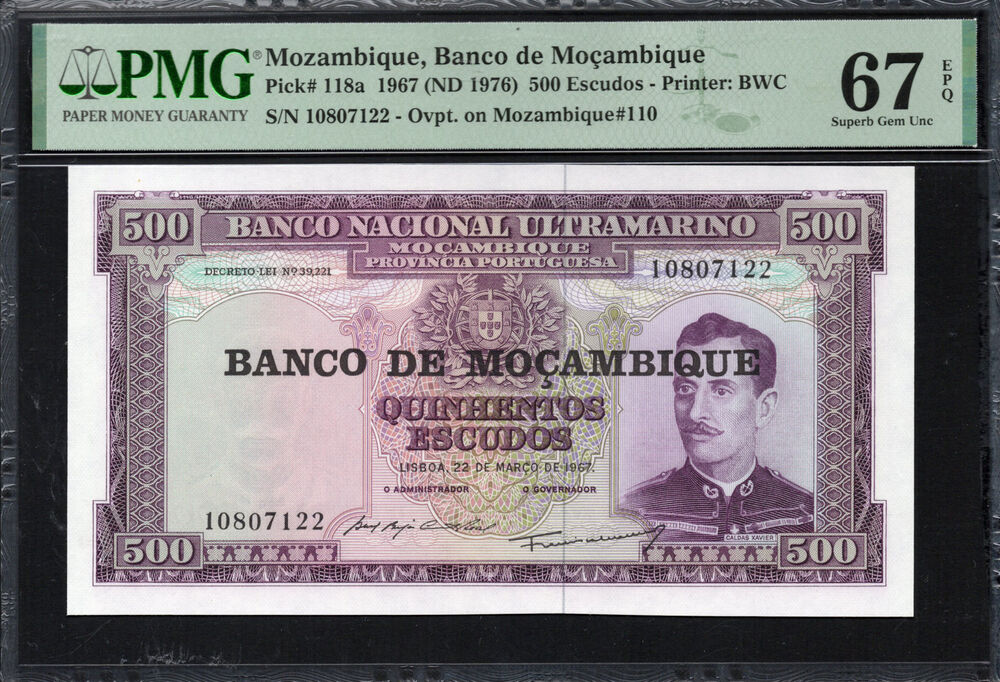 PMG®
PAPER MONEY GUARANTY
Mozambique, Banco de Moçambique
Pick# 118a 1967 (ND 1976) 500 Escudos - Printer: BWC
S/N 10807122 - Ovpt. on Mozambique#110
67
EPQ
Superb Gem Unc
500 BANCO NACIONAL ULTRAMARINO 500
MOÇAMBIQUE
PROVINCIA PORTUGUESA
DECRETO-LEI Nº 39,221
10807122
BANCO DE MOÇAMBIQUE
QUINHENTOS
ESCUDOS
LISBOA, 22 DE MARÇO DE 1967.
O ADMINISTRADOR O GOVERNADOR
10807122
CALDAS XAVIER
500 500